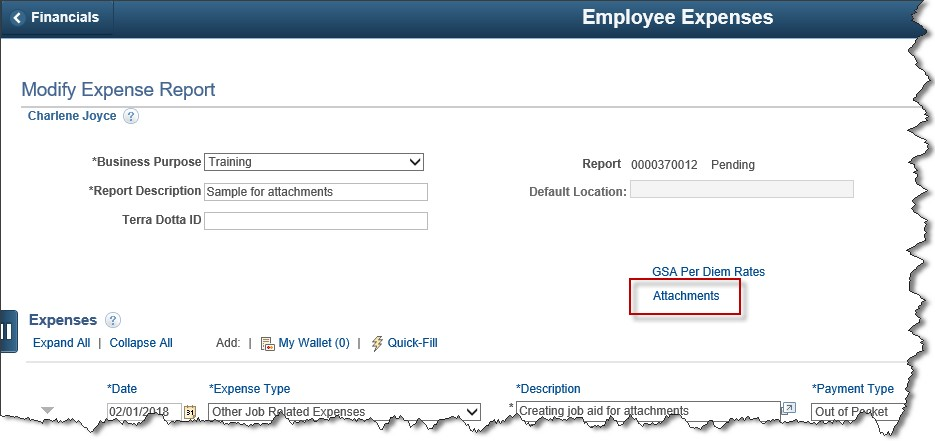 Financials
Employee Expenses
Modify Expense Report
Charlene Joyce ?
*Business Purpose Training
Report 0000370012 Pending
*Report Description Sample for attachments
Default Location:
Terra Dotta ID
GSA Per Diem Rates
Attachments
Expenses ?
Expand All | Collapse All Add: | My Wallet (0) | Quick-Fill
*Date *Expense Type *Description *Payment Type
02/01/2018 31 Other Job Related Expenses * Creating job aid for attachments Out of Pocket